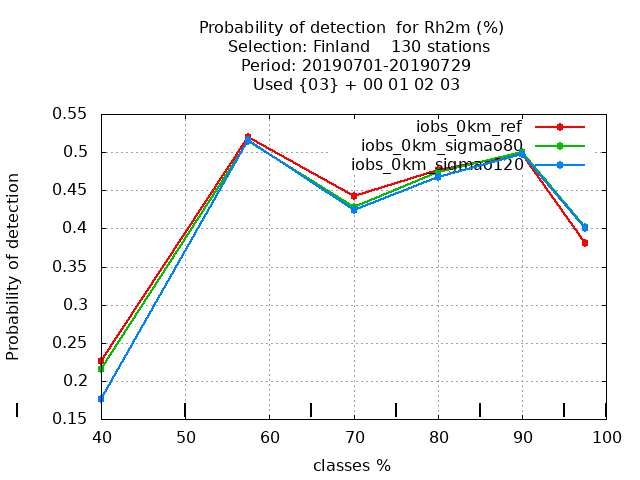 Probability of detection  for Rh2m (%)
Selection: Finland    130 stations
Period: 20190701-20190729
Used {03} + 00 01 02 03
iobs_0km_ref
iobs_0km_sigmao80
iobs_0km_sigmao120
0.55
0.5
0.45
0.4
0.35
0.3
0.25
0.2
0.15
Probability of detection
40 50 60 70 80 90 100
classes %